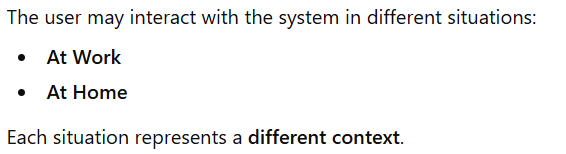 The user may interact with the system in different situations:
• At Work
• At Home
Each situation represents a different context.